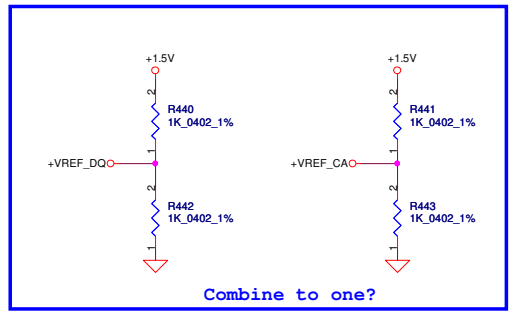 +1.5V
2
R440
1K_0402_1%
1
+VREF_DQ
2
R442
1K_0402_1%
1
+1.5V
2
R441
1K_0402_1%
1
+VREF_CA
2
R443
1K_0402_1%
1
Combine to one?